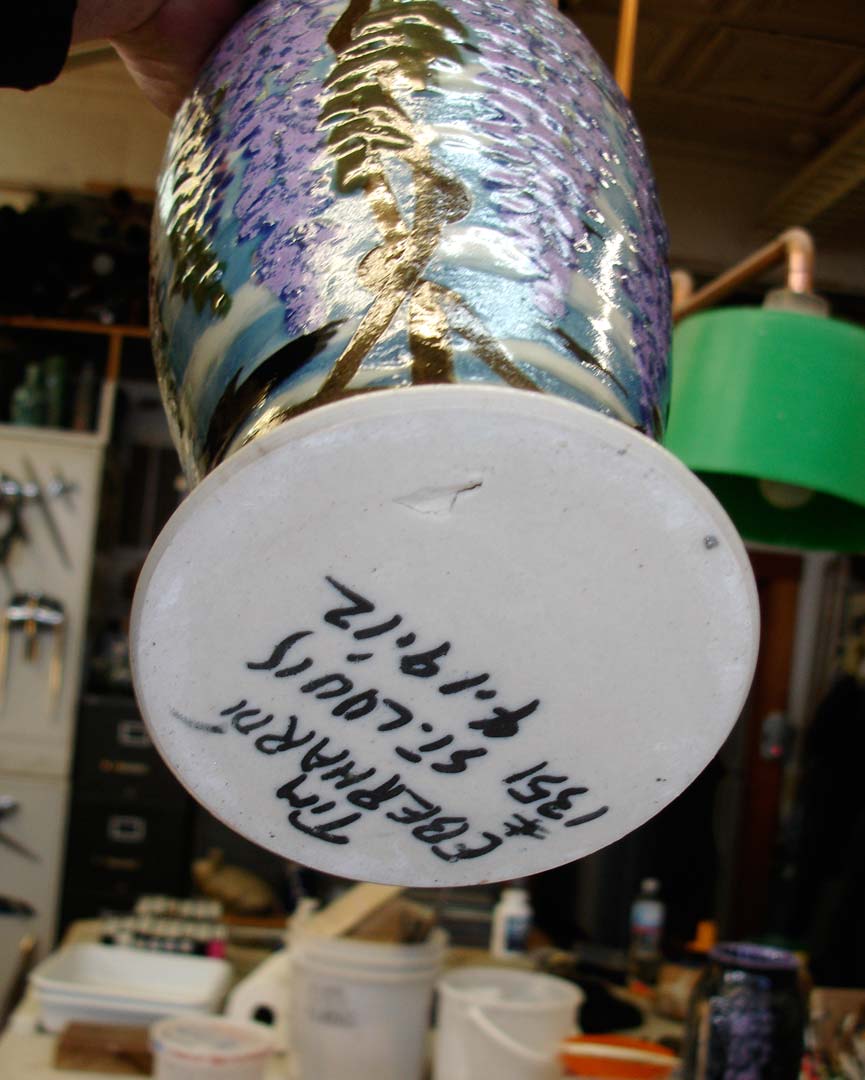 TIM
EBERHARDT
ST. LOUIS
4.19.12
# 1351